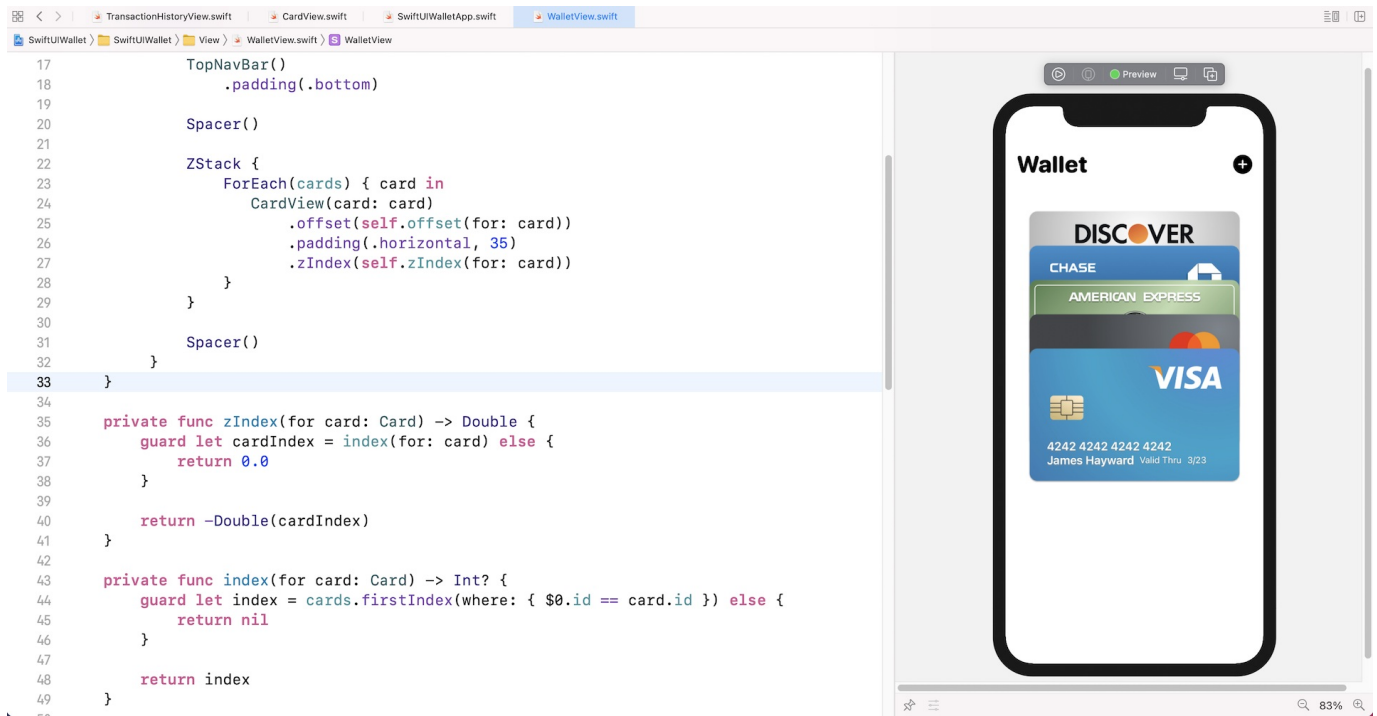 TransactionHistoryView.swift CardView.swift SwiftUIWalletApp.swift WalletView.swift
SwiftUIWallet SwiftUIWallet View WalletView.swift S WalletView
17 TopNavBar()
18 .padding(.bottom)
19
20 Spacer()
21
22 ZStack {
23 ForEach(cards) { card in
24 CardView(card: card)
25 .offset(self.offset(for: card))
26 .padding(.horizontal, 35)
27 .zIndex(self.zIndex(for: card))
28 }
29 }
30
31 Spacer()
32 }
33 }
34
35 private func zIndex(for card: Card) -> Double {
36 guard let cardIndex = index(for: card) else {
37 return 0.0
38 }
39
40 return -Double(cardIndex)
41 }
42
43 private func index(for card: Card) -> Int? {
44 guard let index = cards.firstIndex(where: { $0.id == card.id }) else {
45 return nil
46 }
47
48 return index
49 }
Preview
Wallet
DISCOVER
CHASE
AMERICAN EXPRESS
VISA
4242 4242 4242 4242
James Hayward Valid Thru 3/23
83%